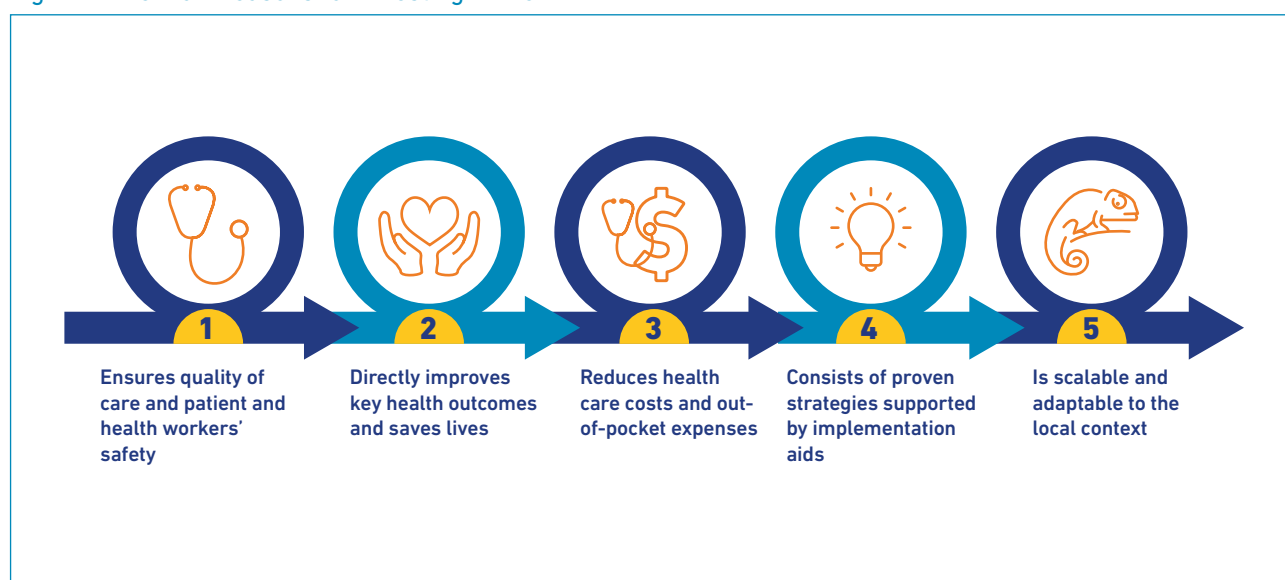 1
Ensures quality of
care and patient and
health workers’
safety
2
Directly improves
key health outcomes
and saves lives
3
Reduces health
care costs and out-
of-pocket expenses
4
Consists of proven
strategies supported
by implementation
aids
5
Is scalable and
adaptable to the
local context